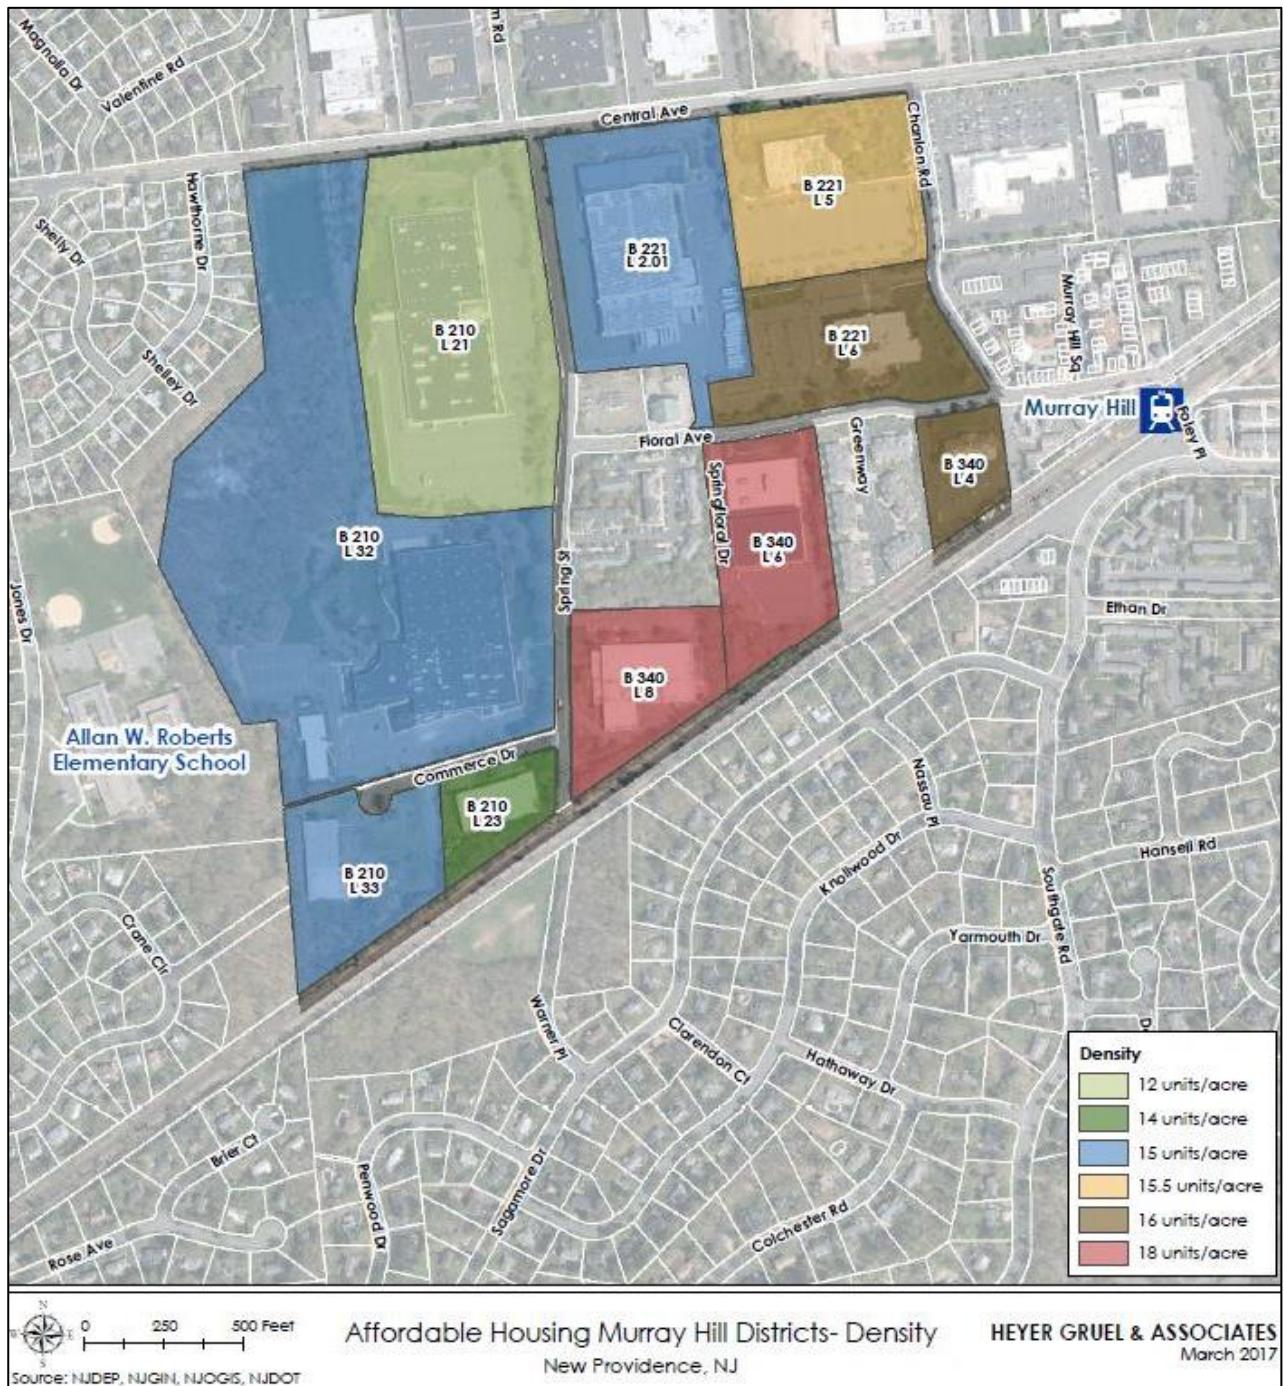 Magnolia Dr
Valentine Rd
m Rd
Central Ave
Chanlon Rd
Hawthorne Dr
Shelly Dr
Shelley Dr
B 221
L 5
B 221
L 2.01
B 210
L 21
B 221
L 6
Murray Hill Sq
Murray Hill
Foley Pl
Floral Ave
Greenway
B 340
L 4
Springfloral Dr
B 340
L 6
B 210
L 32
Spring St
Jones Dr
Ethan Dr
B 340
L 8
Allan W. Roberts
Elementary School
Commerce Dr
B 210
L 23
Nassau Pl
B 210
L 33
Knollwood Dr
Hansell Rd
Southgate Rd
Crane Cir
Yarmouth Dr
Warner Pl
Clarendon Ct
Hathaway Dr
D
Brier Ct
Penwood Dr
Sagamore Dr
Colchester Rd
Rose Ave
Density
12 units/acre
14 units/acre
15 units/acre
15.5 units/acre
16 units/acre
18 units/acre
N
E
S
0 250 500 Feet
Source: NJDEP, NJGIN, NJOGIS, NJDOT
Affordable Housing Murray Hill Districts- Density
New Providence, NJ
HEYER GRUEL & ASSOCIATES
March 2017